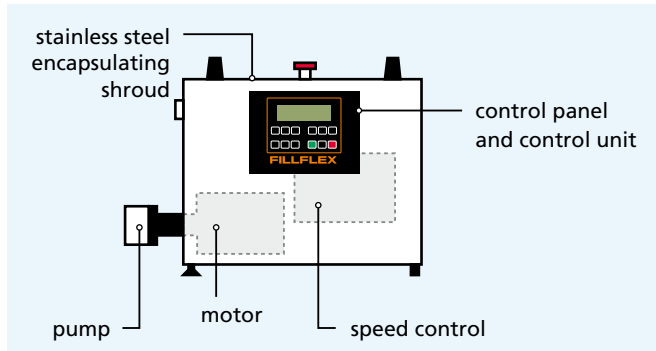 stainless steel
encapsulating
shroud
control panel
and control unit
FILLFLEX
pump
motor
speed control